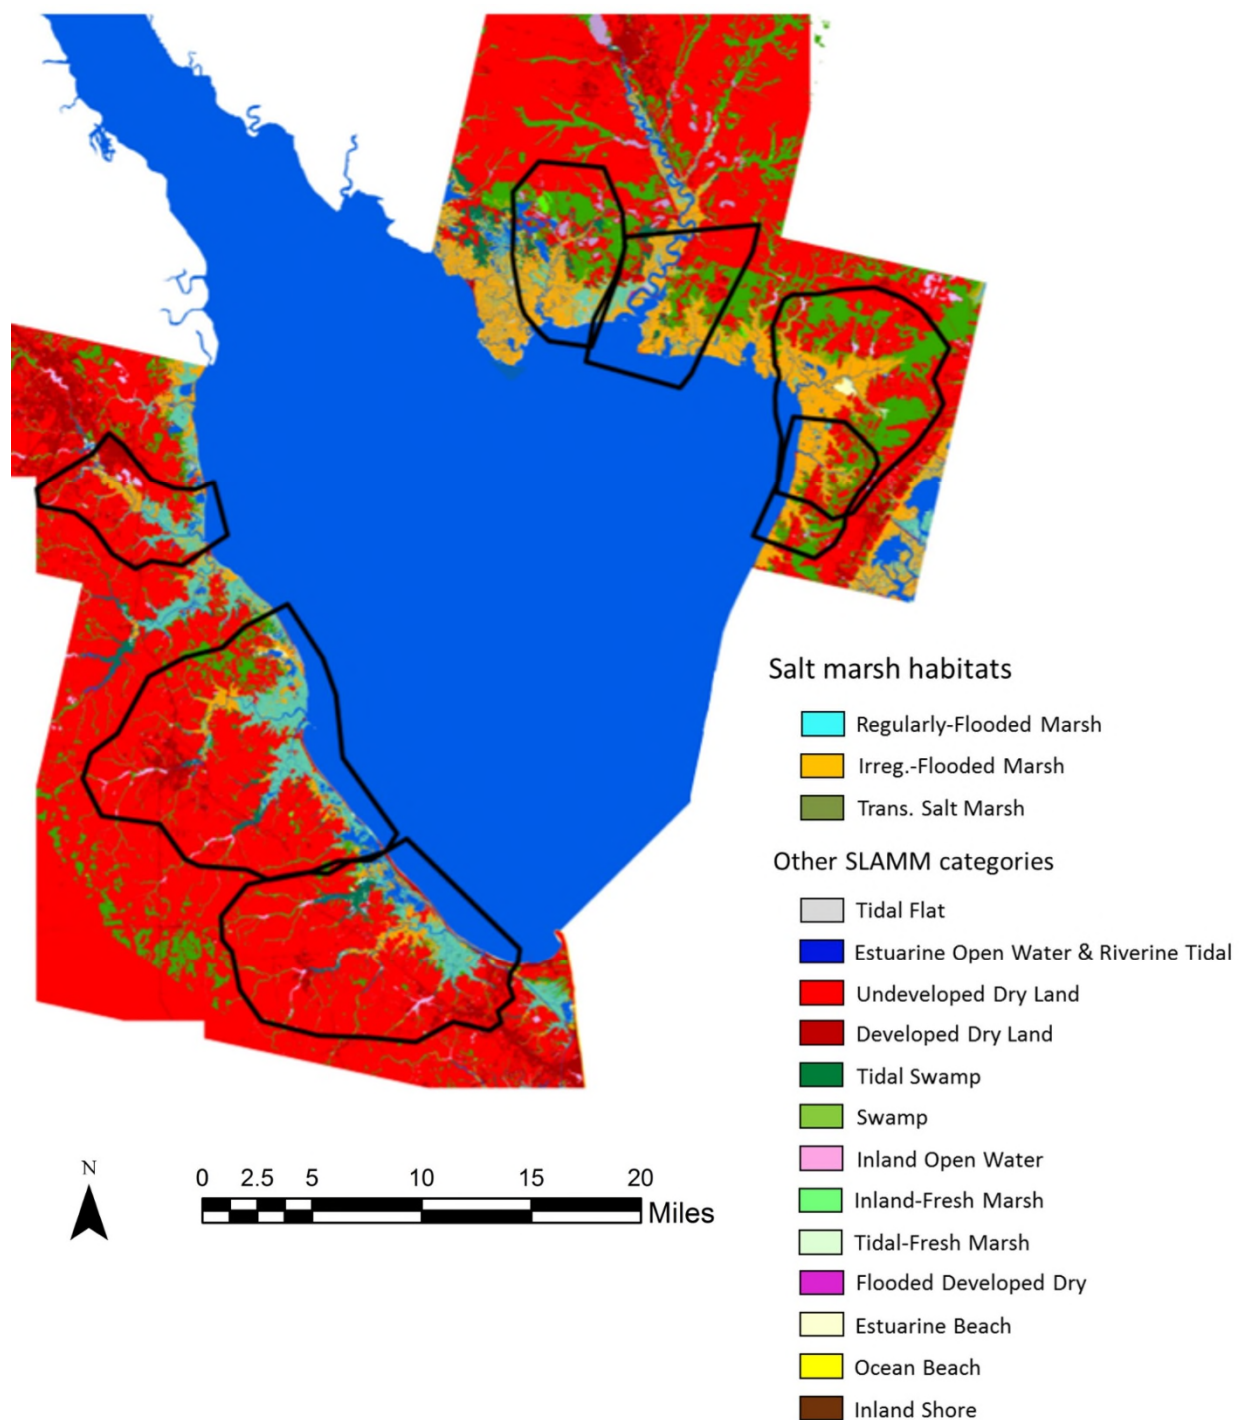 Salt marsh habitats
Regularly-Flooded Marsh
Irreg.-Flooded Marsh
Trans. Salt Marsh
Other SLAMM categories
Tidal Flat
Estuarine Open Water & Riverine Tidal
Undeveloped Dry Land
Developed Dry Land
Tidal Swamp
Swamp
Inland Open Water
Inland-Fresh Marsh
Tidal-Fresh Marsh
Flooded Developed Dry
Estuarine Beach
Ocean Beach
Inland Shore
N
0 2.5 5 10 15 20
Miles